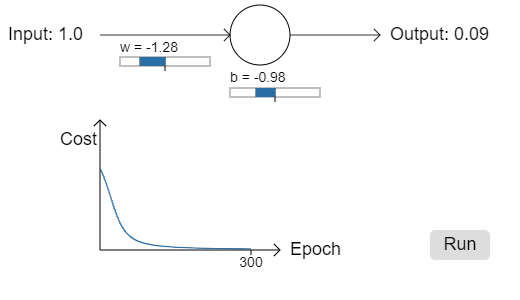 Input: 1.0
Output: 0.09
w = -1.28
b = -0.98
Cost
Epoch
300
Run